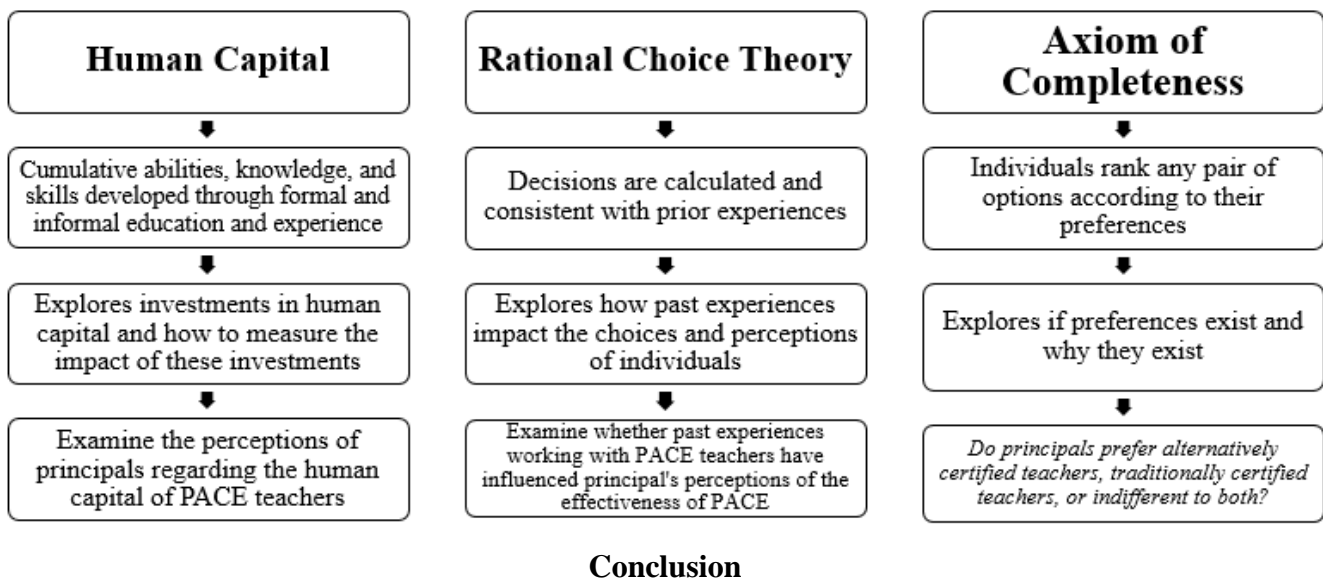 Human Capital
Cumulative abilities, knowledge, and
skills developed through formal and
informal education and experience
Explores investments in human
capital and how to measure the
impact of these investments
Examine the perceptions of
principals regarding the human
capital of PACE teachers
Rational Choice Theory
Decisions are calculated and
consistent with prior experiences
Explores how past experiences
impact the choices and perceptions
of individuals
Examine whether past experiences
working with PACE teachers have
influenced principal's perceptions of the
effectiveness of PACE
Axiom of
Completeness
Individuals rank any pair of
options according to their
preferences
Explores if preferences exist and
why they exist
Do principals prefer alternatively
certified teachers, traditionally certified
teachers, or indifferent to both?
Conclusion